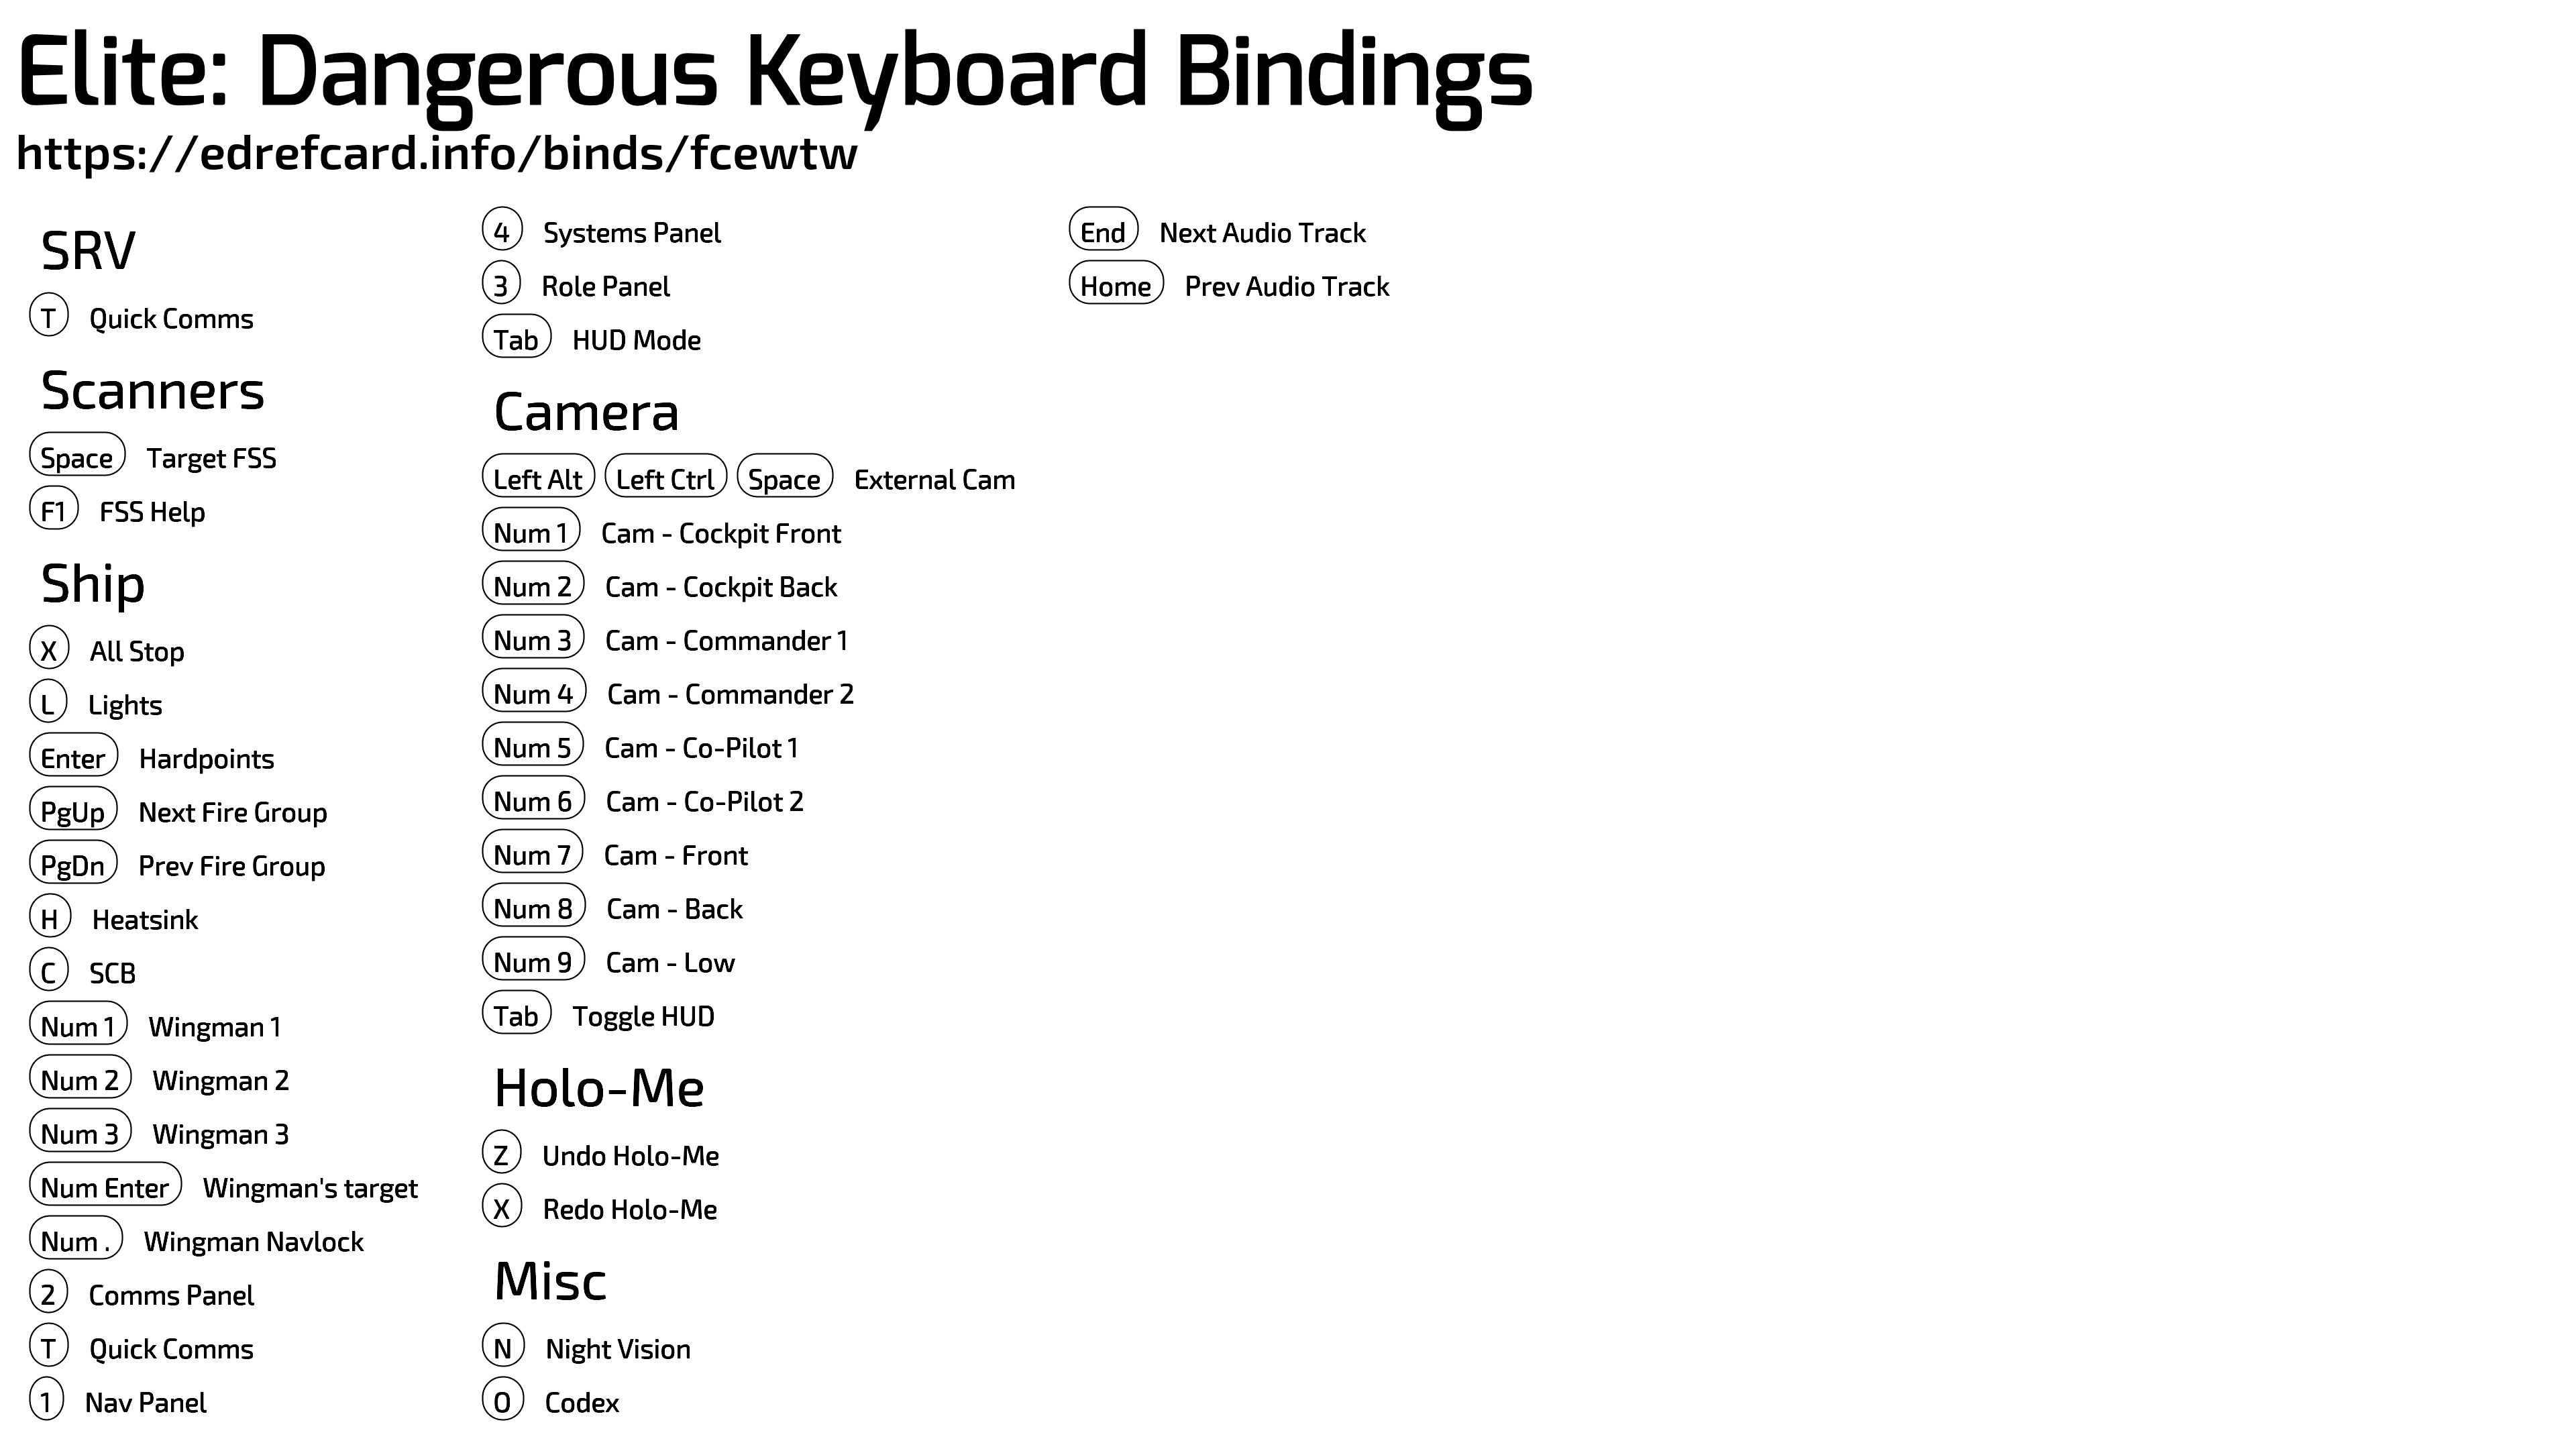 Elite: Dangerous Keyboard Bindings
https://edrefcard.info/binds/fcewtw
SRV
T Quick Comms
Scanners
Space Target FSS
F1 FSS Help
Ship
X All Stop
L Lights
Enter Hardpoints
PgUp Next Fire Group
PgDn Prev Fire Group
H Heatsink
C SCB
Num 1 Wingman 1
Num 2 Wingman 2
Num 3 Wingman 3
Num Enter Wingman's target
Num . Wingman Navlock
2 Comms Panel
T Quick Comms
1 Nav Panel
4 Systems Panel
3 Role Panel
Tab HUD Mode
Camera
Left Alt Left Ctrl Space External Cam
Num 1 Cam - Cockpit Front
Num 2 Cam - Cockpit Back
Num 3 Cam - Commander 1
Num 4 Cam - Commander 2
Num 5 Cam - Co-Pilot 1
Num 6 Cam - Co-Pilot 2
Num 7 Cam - Front
Num 8 Cam - Back
Num 9 Cam - Low
Tab Toggle HUD
Holo-Me
Z Undo Holo-Me
X Redo Holo-Me
Misc
N Night Vision
O Codex
End Next Audio Track
Home Prev Audio Track